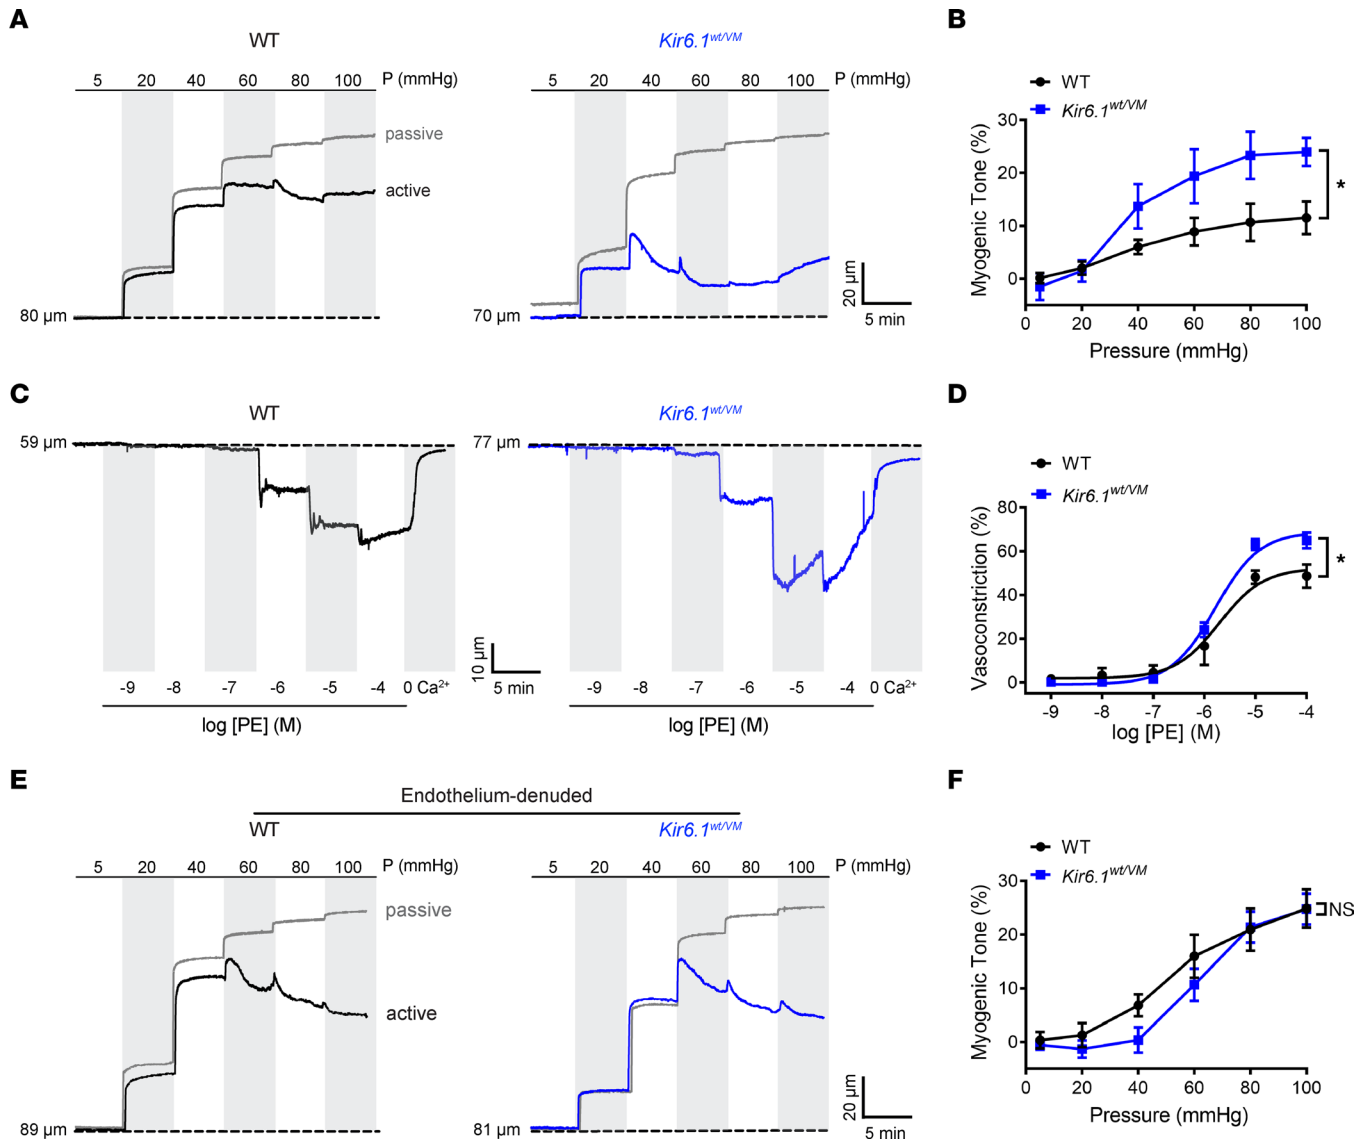 A
WT
Kir6.1wt/VM
5 20 40 60 80 100 P (mmHg)
5 20 40 60 80 100 P (mmHg)
passive
active
80 µm
70 µm
20 µm
5 min
B
WT
Kir6.1wt/VM
Myogenic Tone (%)
30
20
10
0
*
0 20 40 60 80 100
Pressure (mmHg)
C
WT
Kir6.1wt/VM
59 µm
77 µm
10 µm
5 min
-9 -8 -7 -6 -5 -4 0 Ca2+
log [PE] (M)
-9 -8 -7 -6 -5 -4 0 Ca2+
log [PE] (M)
D
WT
Kir6.1wt/VM
Vasoconstriction (%)
80
60
40
20
0
*
-9 -8 -7 -6 -5 -4
log [PE] (M)
E
Endothelium-denuded
WT
Kir6.1wt/VM
5 20 40 60 80 100 P (mmHg)
5 20 40 60 80 100 P (mmHg)
passive
active
89 µm
81 µm
20 µm
5 min
F
WT
Kir6.1wt/VM
Myogenic Tone (%)
30
20
10
0
NS
0 20 40 60 80 100
Pressure (mmHg)